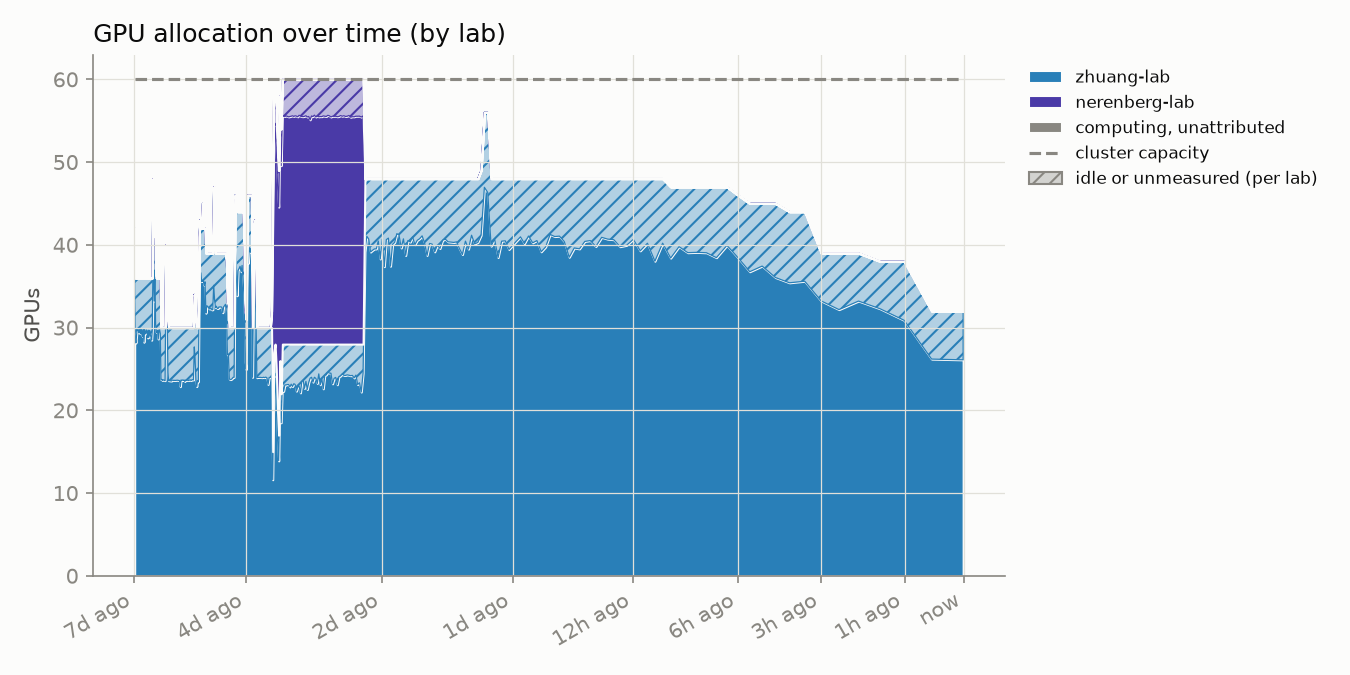 GPU allocation over time (by lab)
zhuang-lab
nerenberg-lab
computing, unattributed
cluster capacity
idle or unmeasured (per lab)
GPUs
60
50
40
30
20
10
0
7d ago
4d ago
2d ago
1d ago
12h ago
6h ago
3h ago
1h ago
now